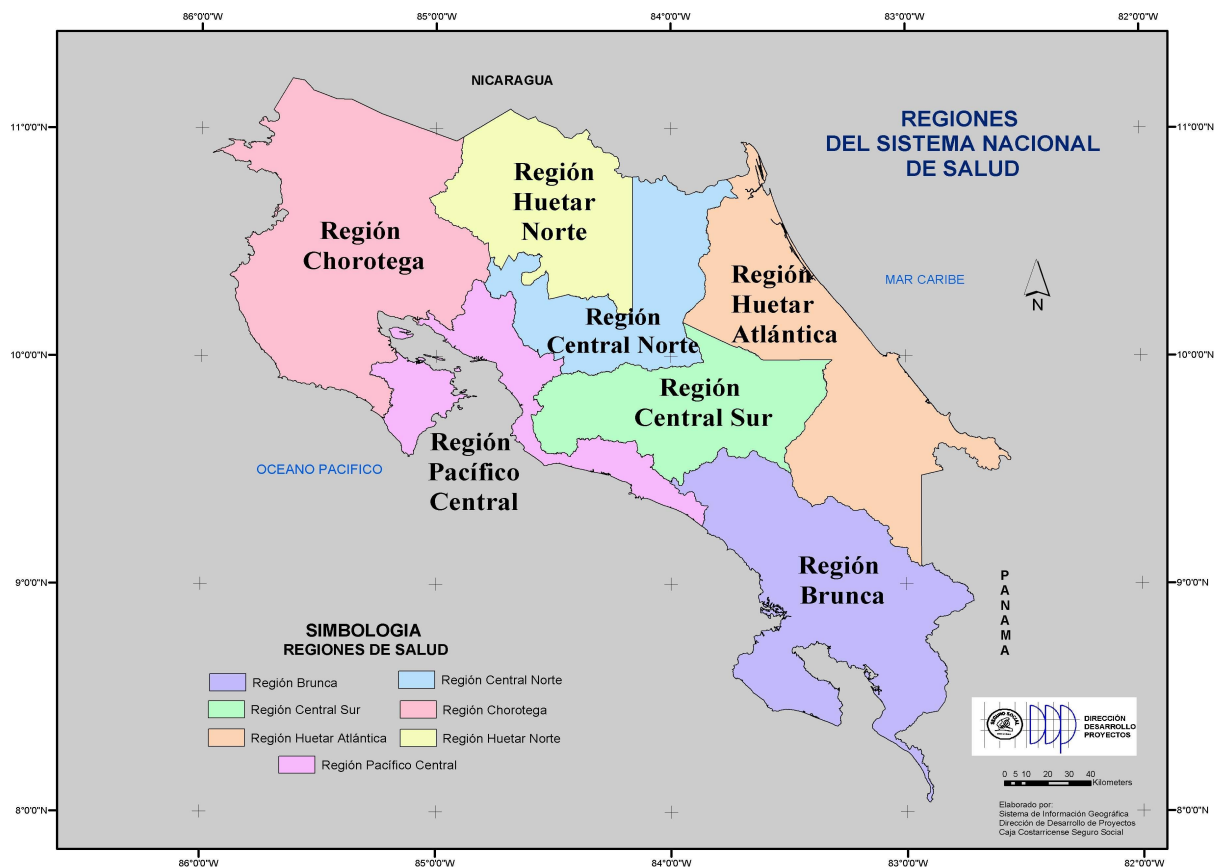 86°0'0"W
85°0'0"W
84°0'0"W
83°0'0"W
82°0'0"W
NICARAGUA
REGIONES
DEL SISTEMA NACIONAL
DE SALUD
11°0'0"N
11°0'0"N
Región
Huetar
Norte
Región
Chorotega
Región
Huetar
Atlántica
MAR CARIBE
N
Región
Central Norte
10°0'0"N
10°0'0"N
Región
Central Sur
Región
Pacífico
Central
OCEANO PACIFICO
Región
Brunca
9°0'0"N
9°0'0"N
PANAMA
SIMBOLOGIA
REGIONES DE SALUD
Región Brunca
Región Central Norte
Región Central Sur
Región Chorotega
Región Huetar Atlántica
Región Huetar Norte
Región Pacífico Central
SEGURO SOCIAL
DDP
DIRECCIÓN
DESARROLLO
PROYECTOS
0 5 10 20 30 40
Kilometers
Elaborado por:
Sistema de Información Geográfica
Dirección de Desarrollo de Proyectos
Caja Costarricense Seguro Social
8°0'0"N
8°0'0"N
86°0'0"W
85°0'0"W
84°0'0"W
83°0'0"W
82°0'0"W